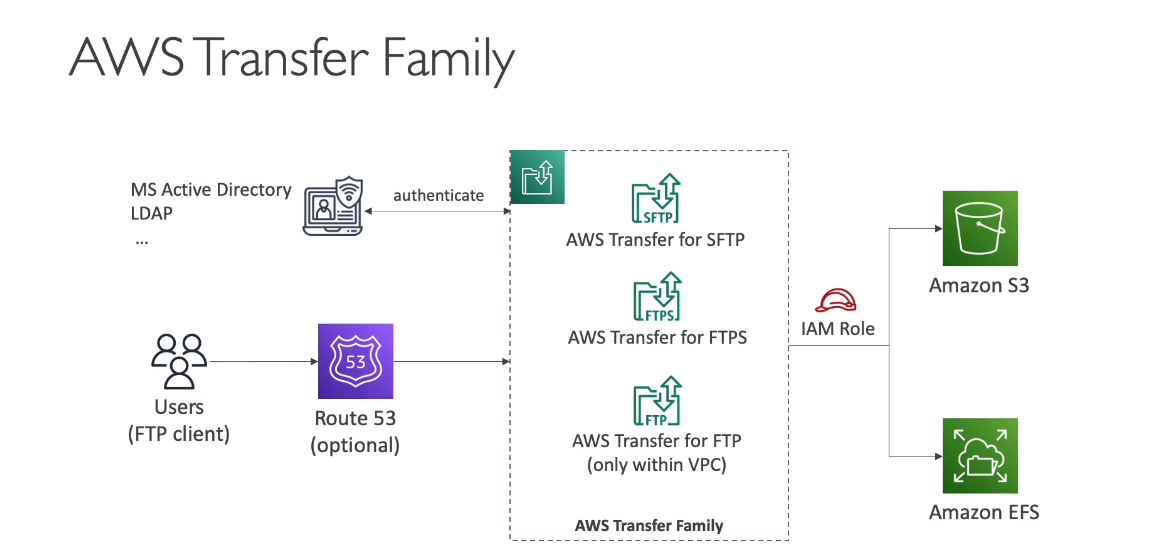 AWS Transfer Family
MS Active Directory
LDAP
...
authenticate
SFTP
AWS Transfer for SFTP
FTPS
AWS Transfer for FTPS
FTP
AWS Transfer for FTP
(only within VPC)
AWS Transfer Family
Users
(FTP client)
53
Route 53
(optional)
IAM Role
Amazon S3
Amazon EFS